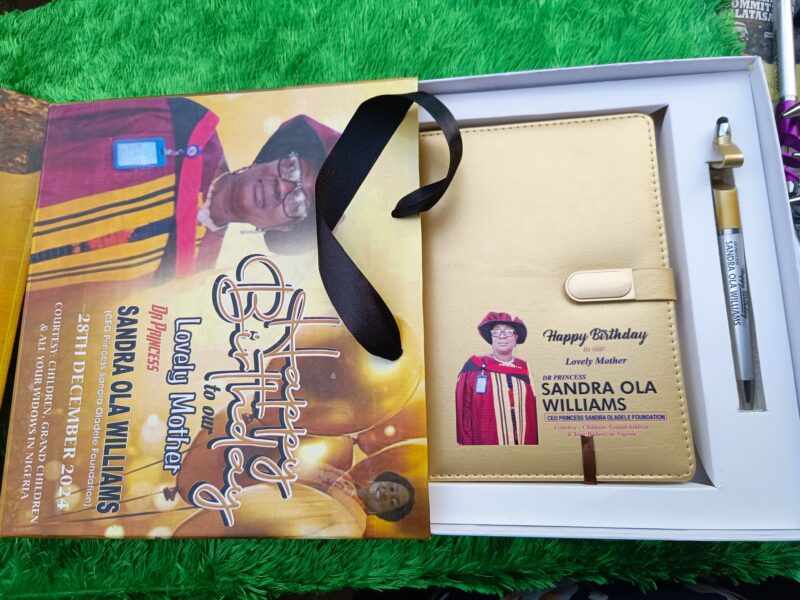 Happy
Birthday
to our
Lovely Mother
DR PRINCESS
SANDRA OLA WILLIAMS
(CEO Princess Sandra Oladele Foundation)
28TH DECEMBER 2024
COURTESY: CHILDREN, GRAND CHILDREN
& ALL YOUR WIDOWS IN NIGERIA
Happy Birthday
to our
Lovely Mother
DR PRINCESS
SANDRA OLA
WILLIAMS
CEO PRINCESS SANDRA OLADELE FOUNDATION
Courtesy - Children, Grandchildren
& Your Widows in Nigeria
Happy Birthday
SANDRA OLA WILLIAMS